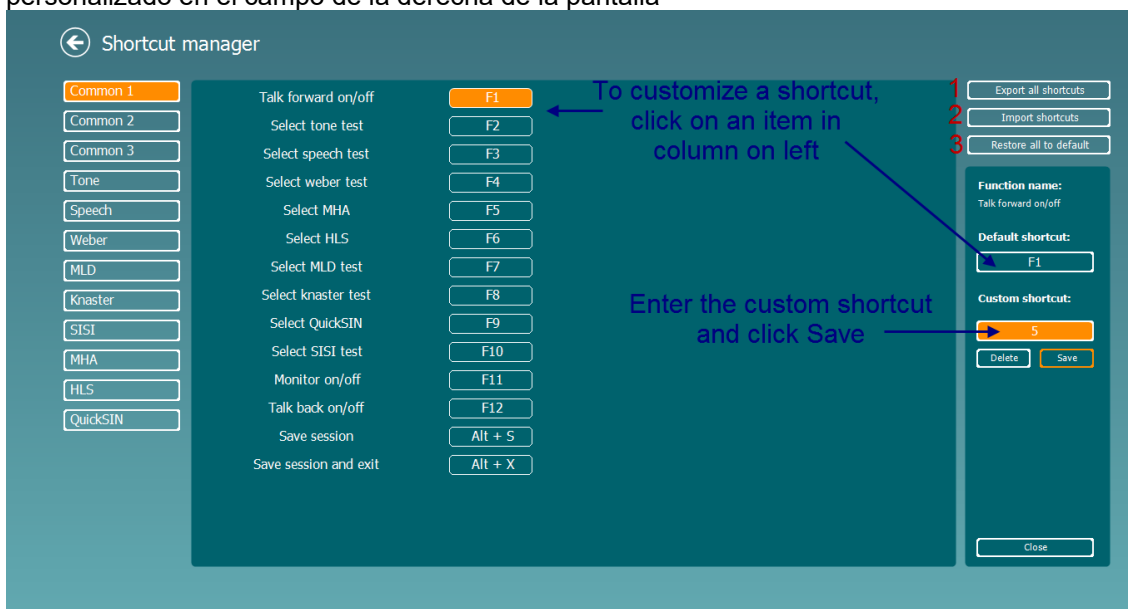 personalizado en el campo de la derecha de la pantalla
Shortcut manager
Common 1
Common 2
Common 3
Tone
Speech
Weber
MLD
Knaster
SISI
MHA
HLS
QuickSIN
Talk forward on/off F1
Select tone test F2
Select speech test F3
Select weber test F4
Select MHA F5
Select HLS F6
Select MLD test F7
Select knaster test F8
Select QuickSIN F9
Select SISI test F10
Monitor on/off F11
Talk back on/off F12
Save session Alt + S
Save session and exit Alt + X
To customize a shortcut,
click on an item in
column on left
Enter the custom shortcut
and click Save
1 Export all shortcuts
2 Import shortcuts
3 Restore all to default
Function name:
Talk forward on/off
Default shortcut:
F1
Custom shortcut:
5
Delete Save
Close